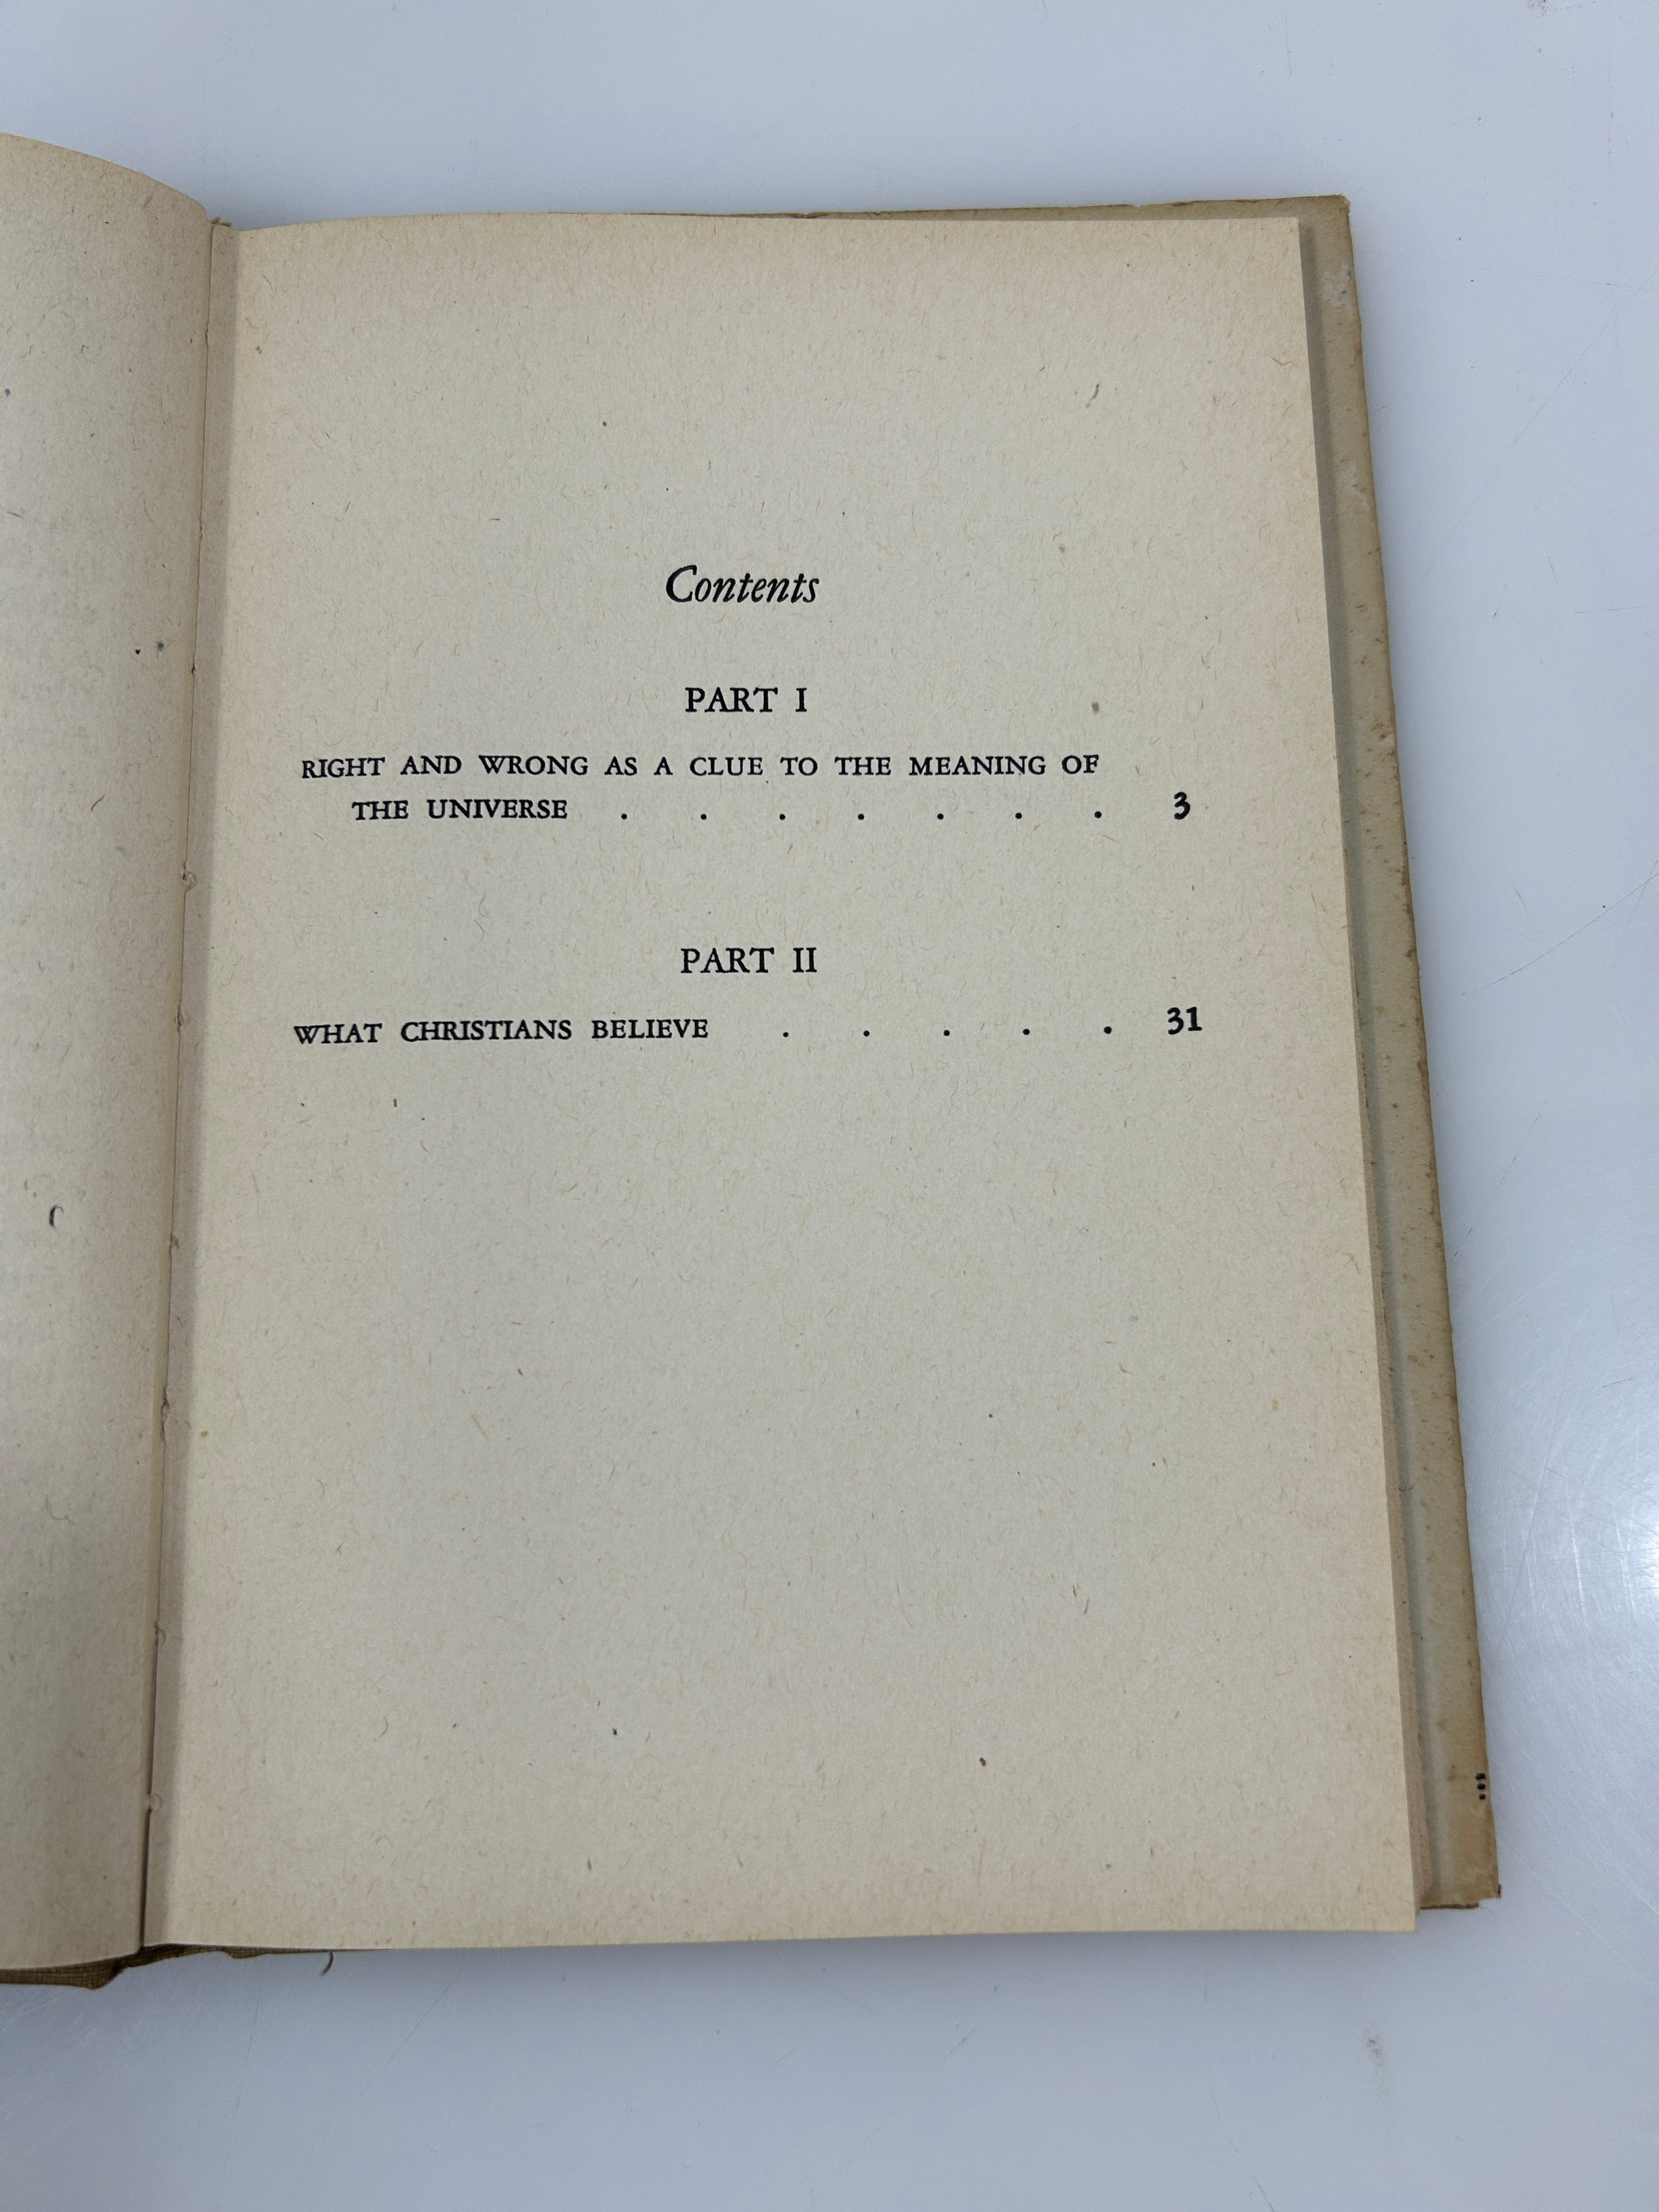 Contents
PART I
RIGHT AND WRONG AS A CLUE TO THE MEANING OF
THE UNIVERSE . . . . . . . 3
PART II
WHAT CHRISTIANS BELIEVE . . . . . 31